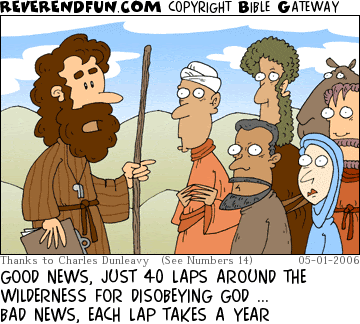 REVERENDFUN.COM COPYRIGHT BIBLE GATEWAY
Thanks to Charles Dunleavy (See Numbers 14) 05-01-2006
GOOD NEWS, JUST 40 LAPS AROUND THE
WILDERNESS FOR DISOBEYING GOD ...
BAD NEWS, EACH LAP TAKES A YEAR